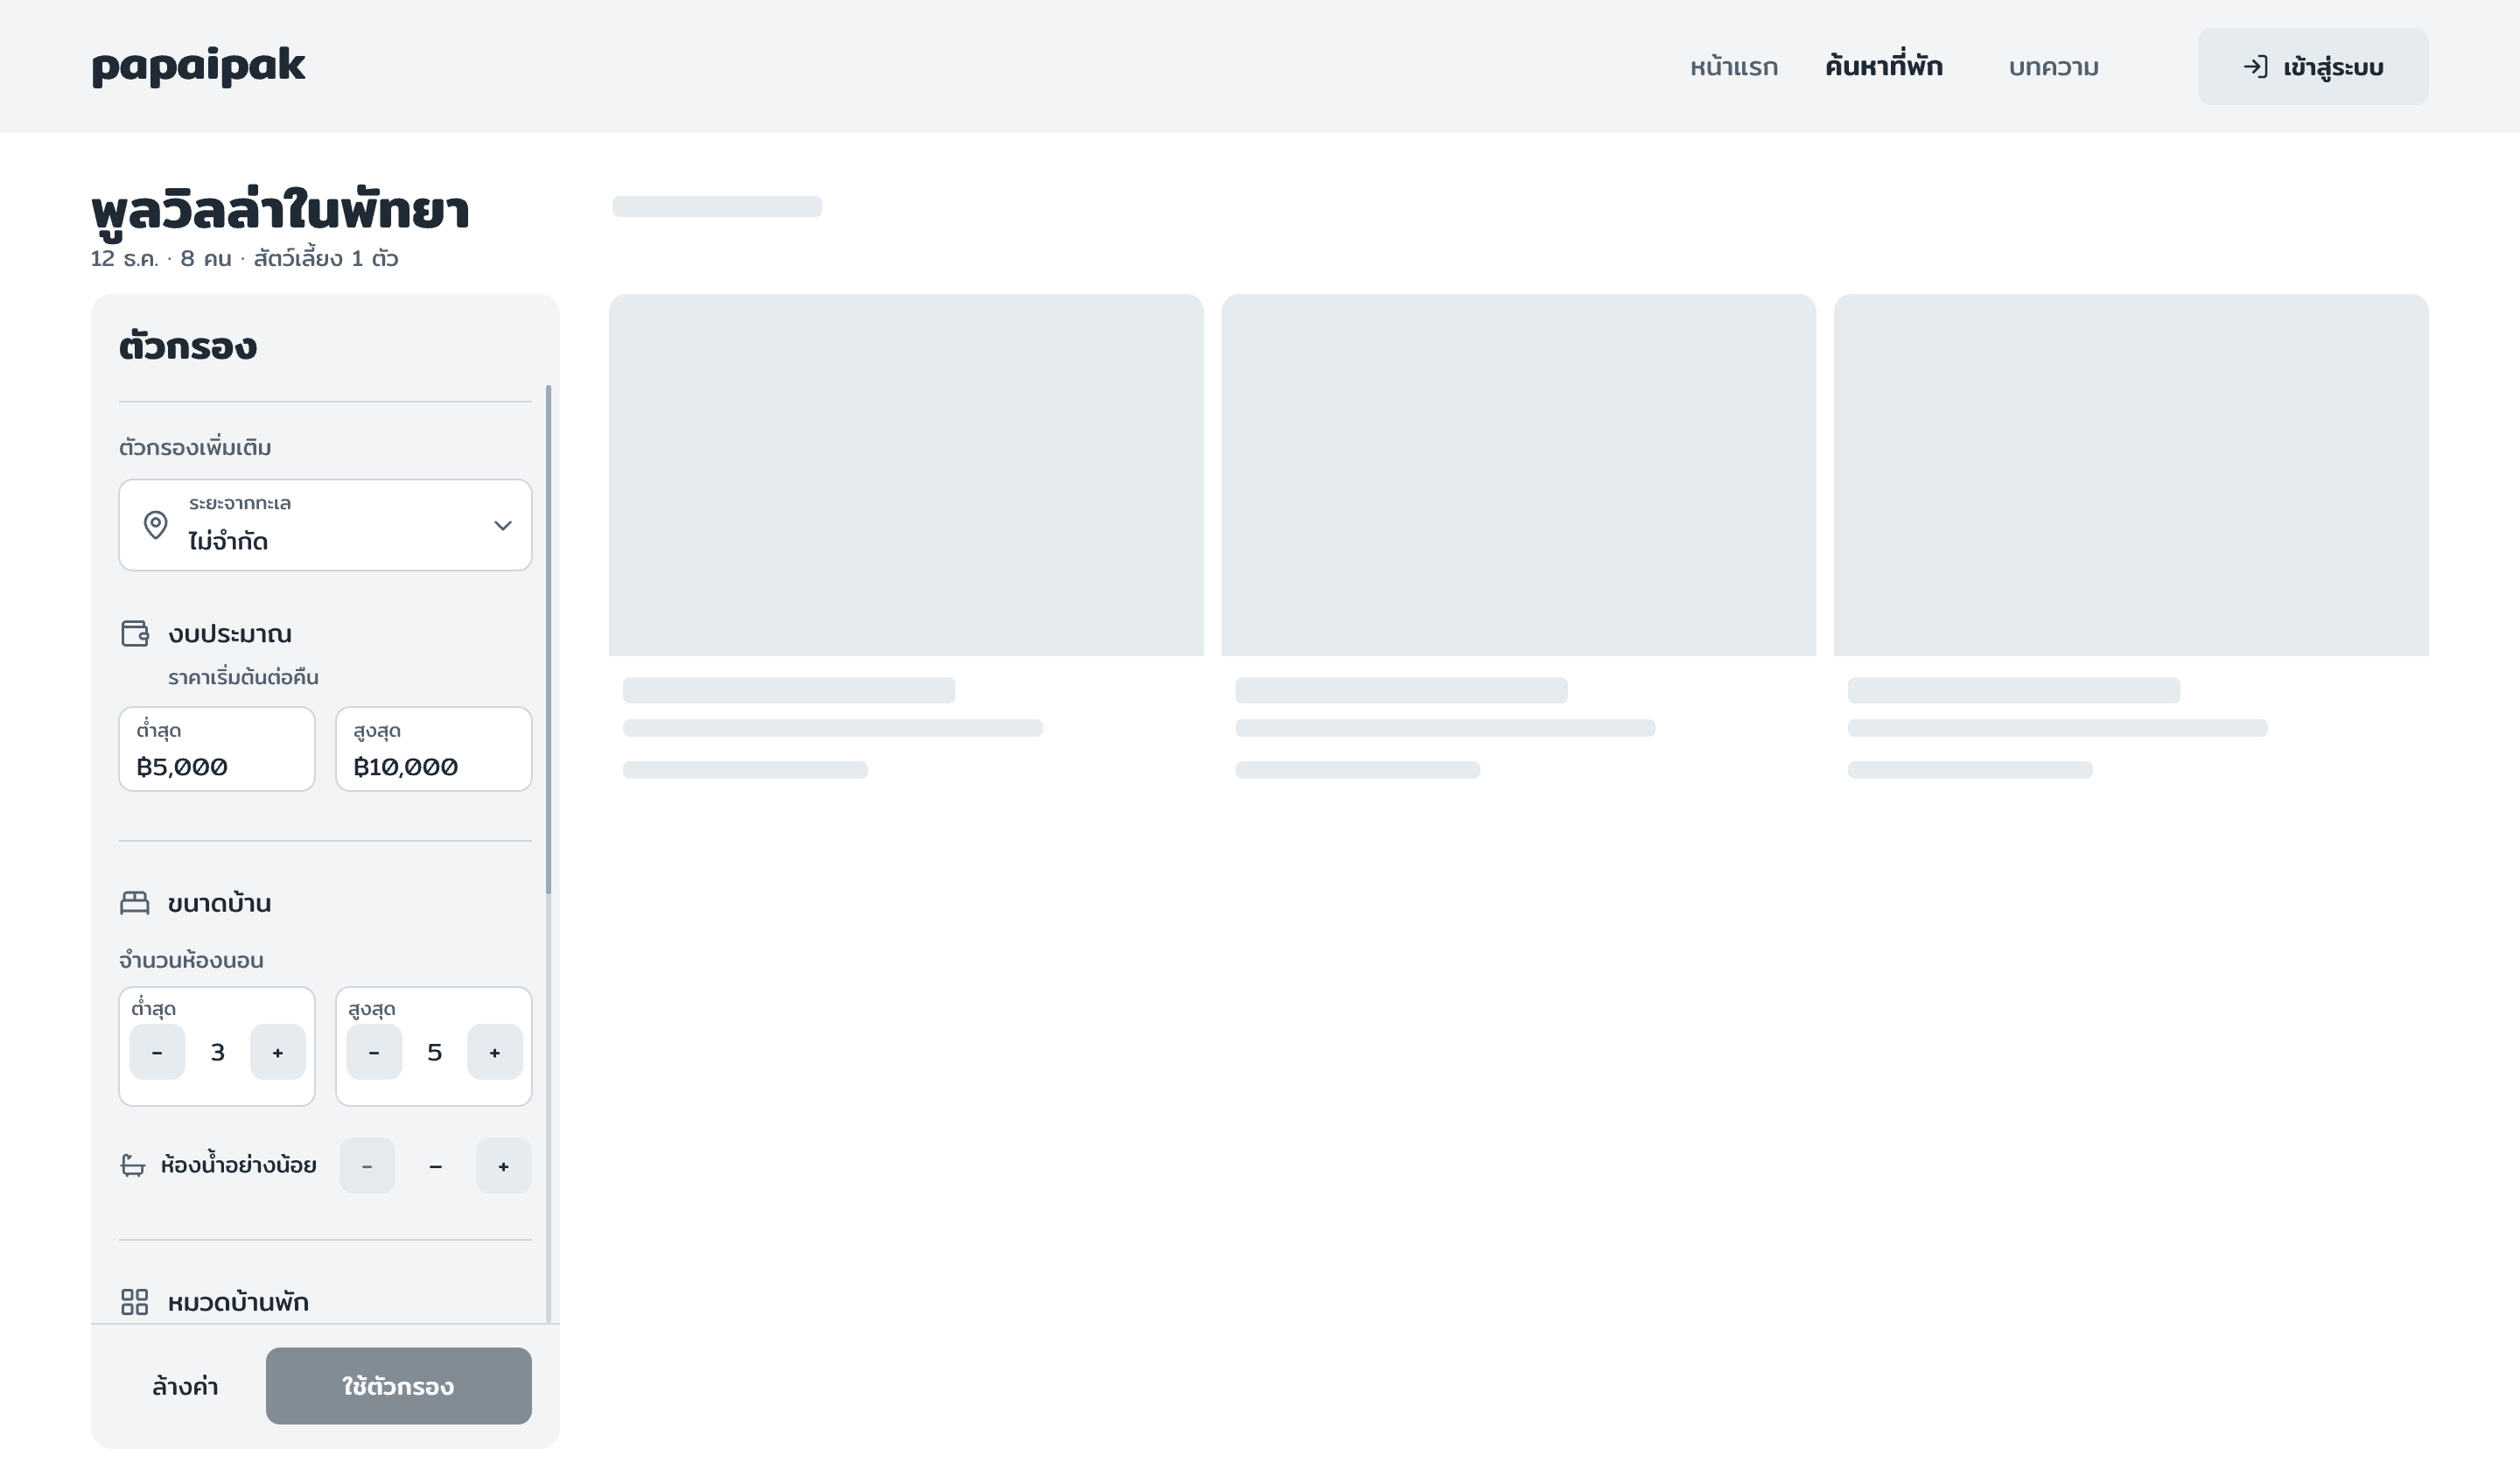 papaipak
หน้าแรก ค้นหาที่พัก บทความ เข้าสู่ระบบ
พูลวิลล่าในพัทยา
12 ธ.ค. · 8 คน · สัตว์เลี้ยง 1 ตัว
ตัวกรอง
ตัวกรองเพิ่มเติม
ระยะจากทะเล
ไม่จำกัด
งบประมาณ
ราคาเริ่มต้นต่อคืน
ต่ำสุด สูงสุด
฿5,000 ฿10,000
ขนาดบ้าน
จำนวนห้องนอน
ต่ำสุด สูงสุด
- 3 + - 5 +
ห้องน้ำอย่างน้อย - – +
หมวดบ้านพัก
ล้างค่า ใช้ตัวกรอง